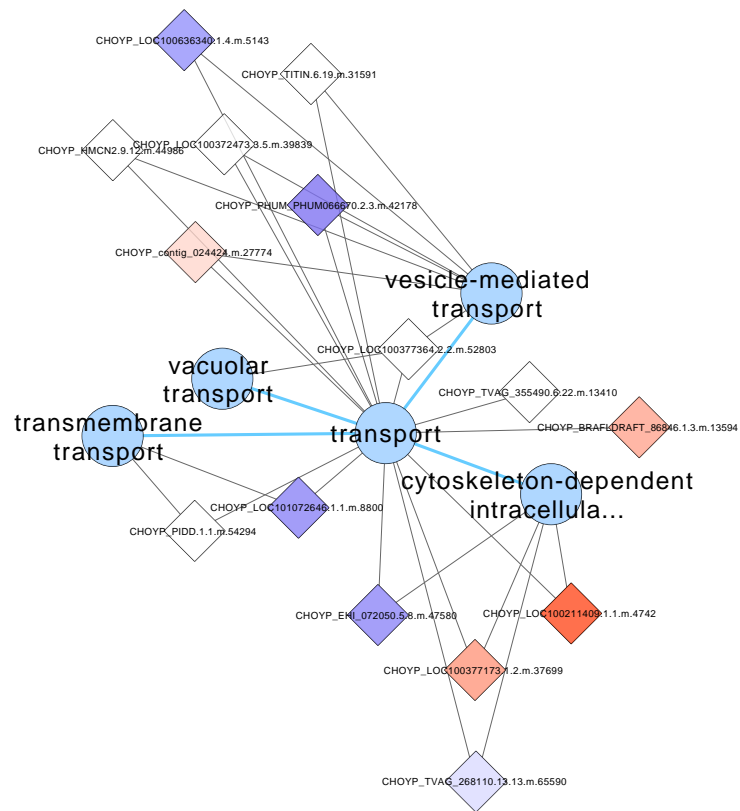 CHOYP_LOC100636340.1.4.m.5143
CHOYP_TITIN.6.19.m.31591
CHOYP_LOC100372473.3.5.m.39839
CHOYP_HMCN2.9.12.m.44986
CHOYP_PHUM_PHUM066670.2.3.m.42178
CHOYP_contig_024424.m.27774
vesicle-mediated
transport
CHOYP_LOC100377364.2.2.m.52803
vacuolar
transport
CHOYP_TVAG_355490.6.22.m.13410
transmembrane
transport
transport
CHOYP_BRAFLDRAFT_86846.1.3.m.13594
cytoskeleton-dependent
intracellula...
CHOYP_LOC101072646.1.1.m.8800
CHOYP_PIDD.1.1.m.54294
CHOYP_EHI_072050.5.8.m.47580
CHOYP_LOC100211409.1.1.m.4742
CHOYP_LOC100377173.1.2.m.37699
CHOYP_TVAG_268110.13.13.m.65590